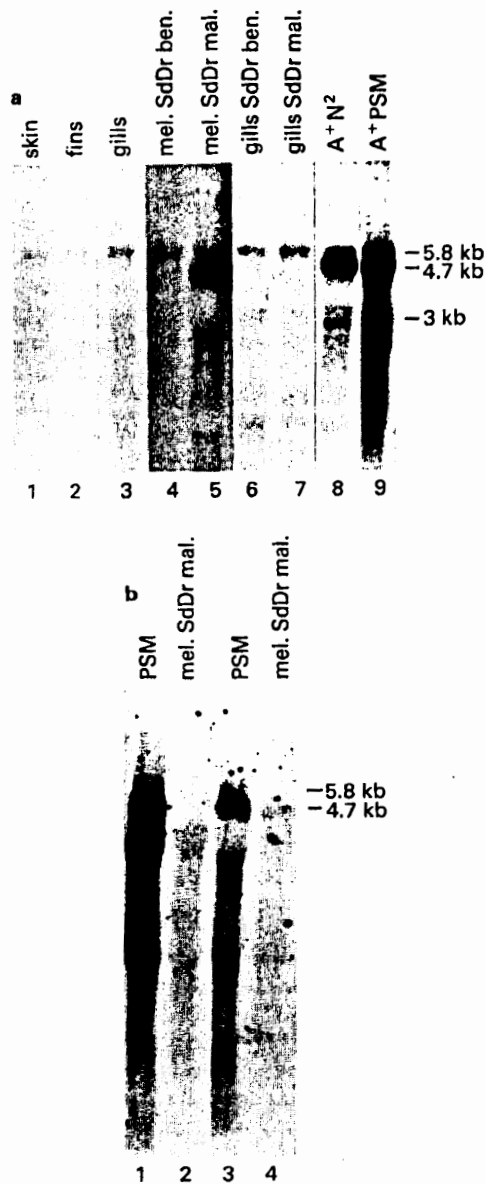 a
skin
fins
gills
mel. SdDr ben.
mel. SdDr mal.
gills SdDr ben.
gills SdDr mal.
A⁺ N²
A⁺ PSM
–5.8 kb
–4.7 kb
–3 kb
1 2 3 4 5 6 7 8 9
b
PSM
mel. SdDr mal.
PSM
mel. SdDr mal.
–5.8 kb
–4.7 kb
1 2 3 4